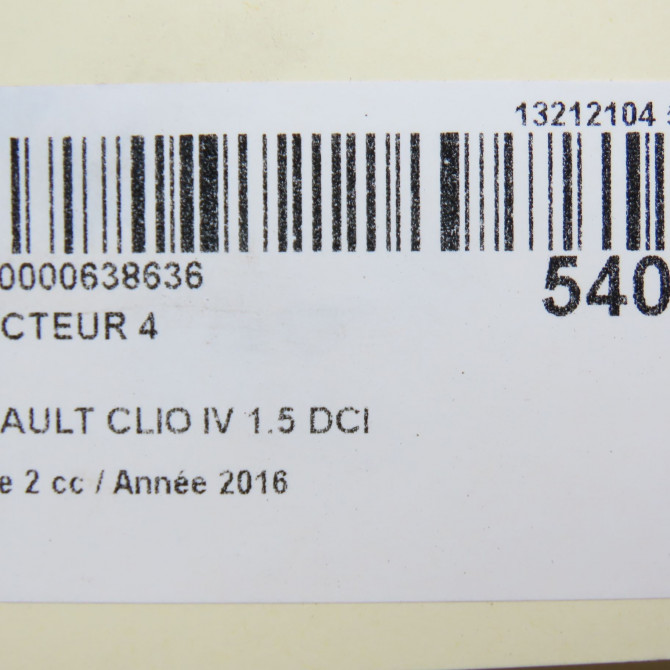 13212104
0000638636
540
CTEUR 4
AULT CLIO IV 1.5 DCI
e 2 cc / Année 2016